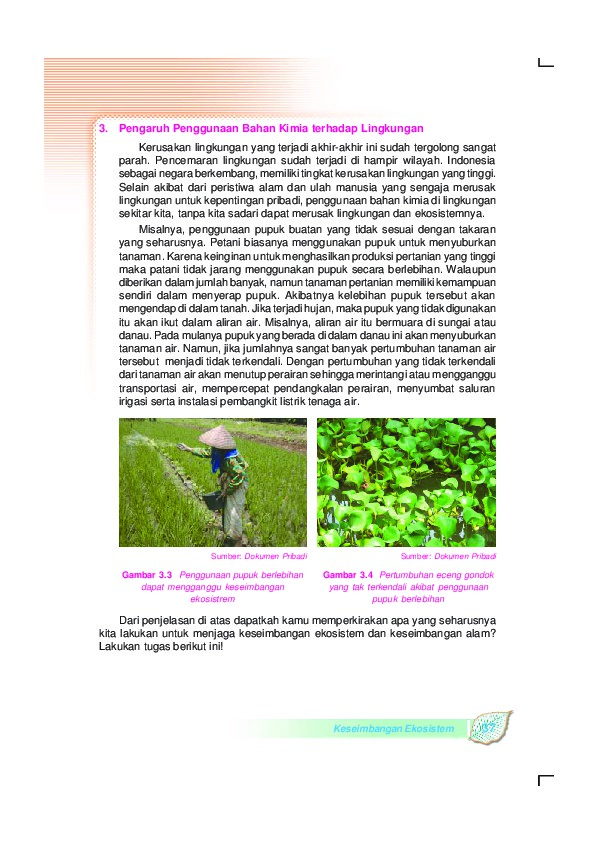 3. Pengaruh Penggunaan Bahan Kimia terhadap Lingkungan
Kerusakan lingkungan yang terjadi akhir-akhir ini sudah tergolong sangat
parah. Pencemaran lingkungan sudah terjadi di hampir wilayah. Indonesia
sebagai negara berkembang, memiliki tingkat kerusakan lingkungan yang tinggi.
Selain akibat dari peristiwa alam dan ulah manusia yang sengaja merusak
lingkungan untuk kepentingan pribadi, penggunaan bahan kimia di lingkungan
sekitar kita, tanpa kita sadari dapat merusak lingkungan dan ekosistemnya.
Misalnya, penggunaan pupuk buatan yang tidak sesuai dengan takaran
yang seharusnya. Petani biasanya menggunakan pupuk untuk menyuburkan
tanaman. Karena keinginan untuk menghasilkan produksi pertanian yang tinggi
maka patani tidak jarang menggunakan pupuk secara berlebihan. Walaupun
diberikan dalam jumlah banyak, namun tanaman pertanian memiliki kemampuan
sendiri dalam menyerap pupuk. Akibatnya kelebihan pupuk tersebut akan
mengendap di dalam tanah. Jika terjadi hujan, maka pupuk yang tidak digunakan
itu akan ikut dalam aliran air. Misalnya, aliran air itu bermuara di sungai atau
danau. Pada mulanya pupuk yang berada di dalam danau ini akan menyuburkan
tanaman air. Namun, jika jumlahnya sangat banyak pertumbuhan tanaman air
tersebut menjadi tidak terkendali. Dengan pertumbuhan yang tidak terkendali
dari tanaman air akan menutup perairan sehingga merintangi atau mengganggu
transportasi air, mempercepat pendangkalan perairan, menyumbat saluran
irigasi serta instalasi pembangkit listrik tenaga air.
Sumber: Dokumen Pribadi
Gambar 3.3 Penggunaan pupuk berlebihan
dapat mengganggu keseimbangan
ekosistrem
Sumber: Dokumen Pribadi
Gambar 3.4 Pertumbuhan eceng gondok
yang tak terkendali akibat penggunaan
pupuk berlebihan
Dari penjelasan di atas dapatkah kamu memperkirakan apa yang seharusnya
kita lakukan untuk menjaga keseimbangan ekosistem dan keseimbangan alam?
Lakukan tugas berikut ini!
Keseimbangan Ekosistem